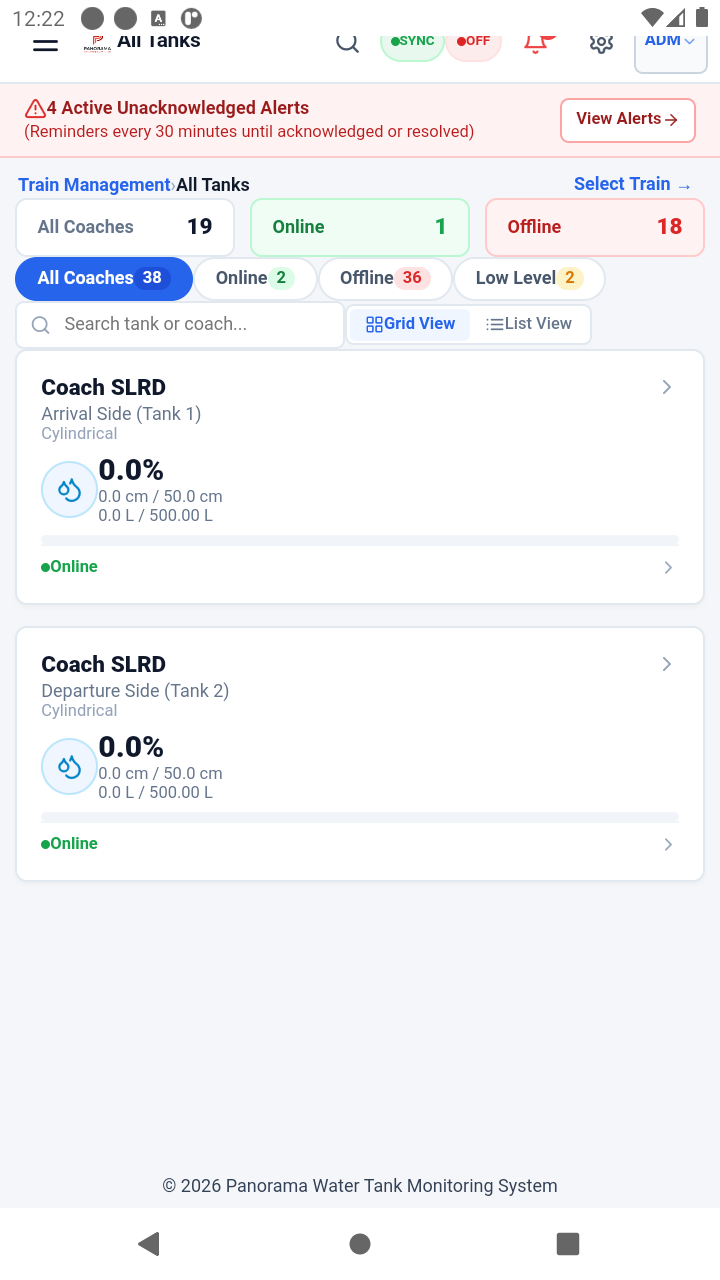 12:22
PANORAMA
All Tanks
SYNC
OFF
ADM
4 Active Unacknowledged Alerts
(Reminders every 30 minutes until acknowledged or resolved)
View Alerts→
Train Management›All Tanks
Select Train →
All Coaches 19
Online 1
Offline 18
All Coaches 38
Online 2
Offline 36
Low Level 2
Search tank or coach...
Grid View
List View
Coach SLRD
Arrival Side (Tank 1)
Cylindrical
0.0%
0.0 cm / 50.0 cm
0.0 L / 500.00 L
Online
Coach SLRD
Departure Side (Tank 2)
Cylindrical
0.0%
0.0 cm / 50.0 cm
0.0 L / 500.00 L
Online
© 2026 Panorama Water Tank Monitoring System